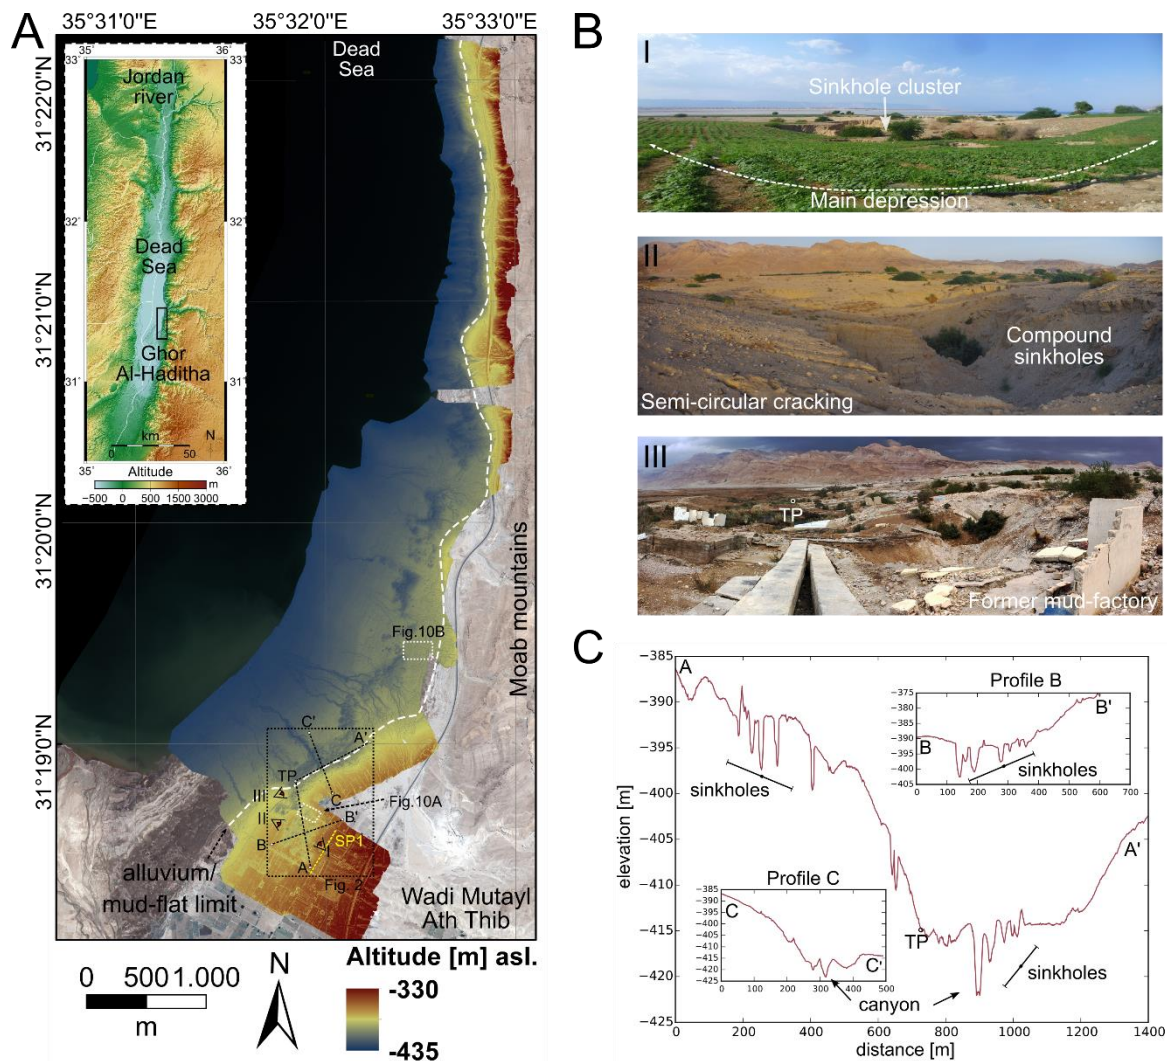 A
35°31'0"E
35°32'0"E
35°33'0"E
31°22'0"N
31°21'0"N
31°20'0"N
31°19'0"N
Dead
Sea
35'
36'
33'
33'
Jordan
river
32'
32'
Dead
Sea
Ghor
Al-Haditha
31'
31'
km
N
0
50
35'
36'
Altitude
m
−500
0
500
1500
3000
Moab mountains
Fig.10B
C'
A'
TP
III
C
Fig.10A
II
B'
B
SP1
I
A
Fig. 2
alluvium/
mud-flat limit
Wadi Mutayl
Ath Thib
0 500 1.000
m
N
Altitude [m] asl.
-330
-435
B
I
Sinkhole cluster
Main depression
II
Compound
sinkholes
Semi-circular cracking
III
TP
Former mud-factory
C
elevation [m]
−385
−390
−395
−400
−405
−410
−415
−420
−425
A
sinkholes
Profile B
−375
−380
−385
−390
−395
−400
−405
B
B'
0 100 200 300 400 500 600 700
sinkholes
A'
Profile C
−385
−390
−395
−400
−405
−410
−415
−420
−425
C
C'
0 100 200 300 400 500
TP
sinkholes
canyon
0 200 400 600 800 1000 1200 1400
distance [m]